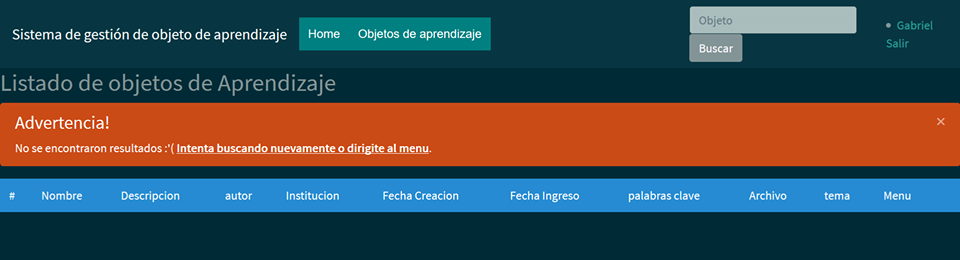 Sistema de gestión de objeto de aprendizaje Home Objetos de aprendizaje
Objeto
Buscar
Gabriel
Salir
Listado de objetos de Aprendizaje
Advertencia! ×
No se encontraron resultados :'( Intenta buscando nuevamente o dirigite al menu.
# Nombre Descripcion autor Institucion Fecha Creacion Fecha Ingreso palabras clave Archivo tema Menu